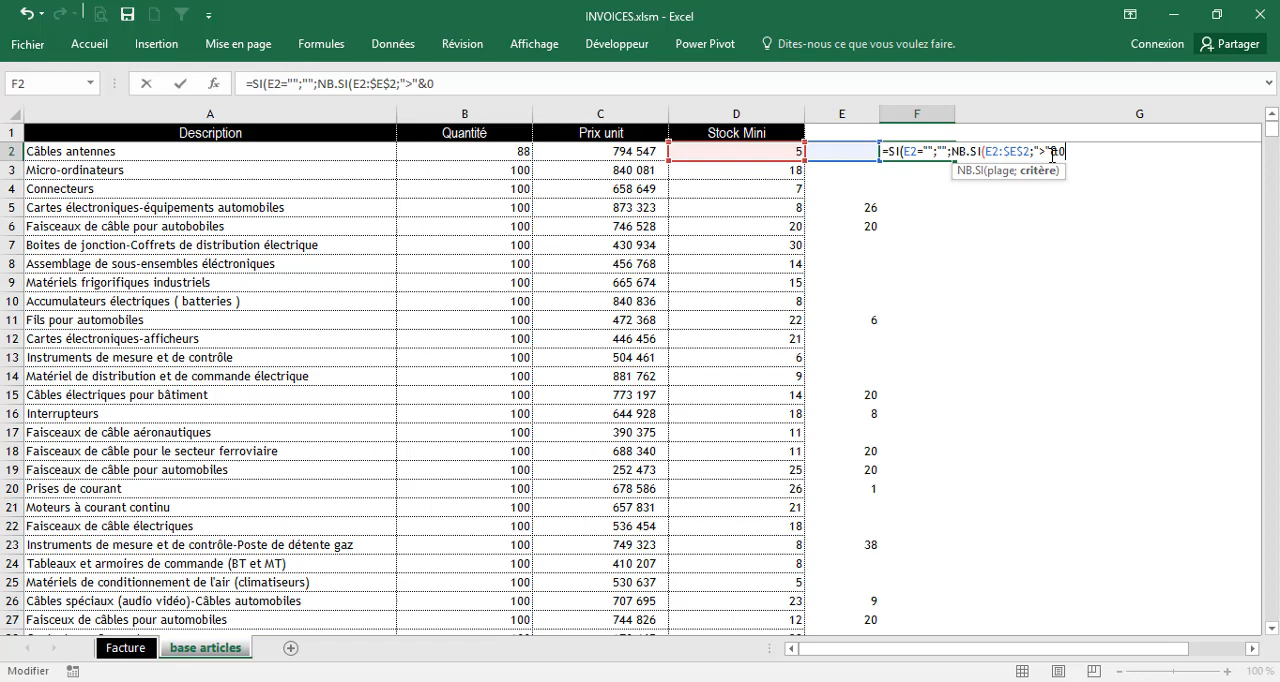 INVOICES.xlsm - Excel
Fichier Accueil Insertion Mise en page Formules Données Révision Affichage Développeur Power Pivot Dites-nous ce que vous voulez faire. Connexion Partager
F2 fx =SI(E2="";"";NB.SI(E2:$E$2;">"&0
A B C D E F G
1 Description Quantité Prix unit Stock Mini
2 Câbles antennes 88 794 547 5 =SI(E2="";"";NB.SI(E2:$E$2;">"&0
NB.SI(plage; critère)
3 Micro-ordinateurs 100 840 081 18
4 Connecteurs 100 658 649 7
5 Cartes électroniques-équipements automobiles 100 873 323 8 26
6 Faisceaux de câble pour autobobiles 100 746 528 20 20
7 Boites de jonction-Coffrets de distribution électrique 100 430 934 30
8 Assemblage de sous-ensembles éléctroniques 100 456 768 14
9 Matériels frigorifiques industriels 100 665 674 15
10 Accumulateurs électriques ( batteries ) 100 840 836 8
11 Fils pour automobiles 100 472 368 22 6
12 Cartes électroniques-afficheurs 100 446 456 21
13 Instruments de mesure et de contrôle 100 504 461 6
14 Matériel de distribution et de commande électrique 100 881 762 9
15 Câbles électriques pour bâtiment 100 773 197 14 20
16 Interrupteurs 100 644 928 18 8
17 Faisceaux de câble aéronautiques 100 390 375 11
18 Faisceaux de câble pour le secteur ferroviaire 100 688 340 11 20
19 Faisceaux de câble pour automobiles 100 252 473 25 20
20 Prises de courant 100 678 586 26 1
21 Moteurs à courant continu 100 657 831 21
22 Faisceaux de câble électriques 100 536 454 18
23 Instruments de mesure et de contrôle-Poste de détente gaz 100 749 323 8 38
24 Tableaux et armoires de commande (BT et MT) 100 410 207 8
25 Matériels de conditionnement de l'air (climatiseurs) 100 530 637 5
26 Câbles spéciaux (audio vidéo)-Câbles automobiles 100 707 695 23 9
27 Faisceux de câbles pour automobiles 100 744 826 12 20
Facture base articles
Modifier 100 %